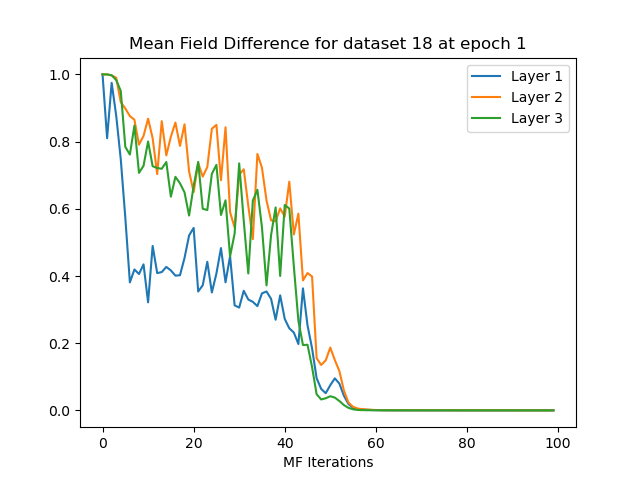 Mean Field Difference for dataset 18 at epoch 1
Layer 1
Layer 2
Layer 3
1.0
0.8
0.6
0.4
0.2
0.0
0 20 40 60 80 100
MF Iterations